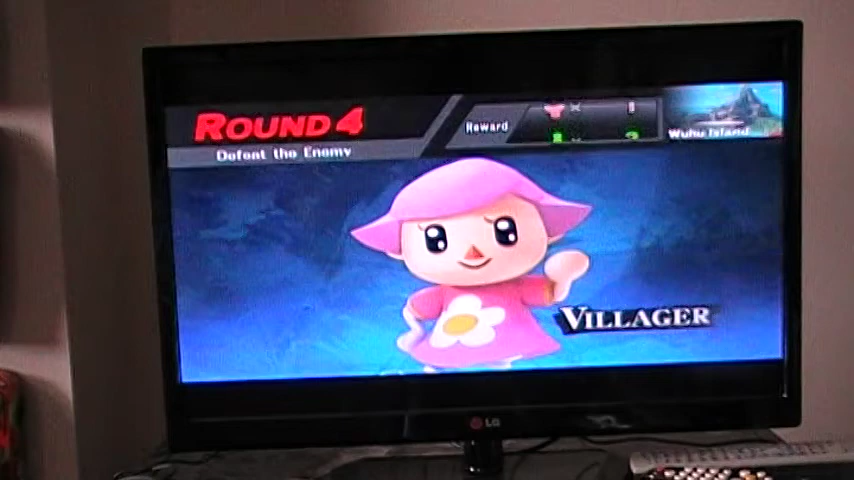 ROUND 4
Defeat the Enemy
Reward
Wuhu Island
VILLAGER
LG